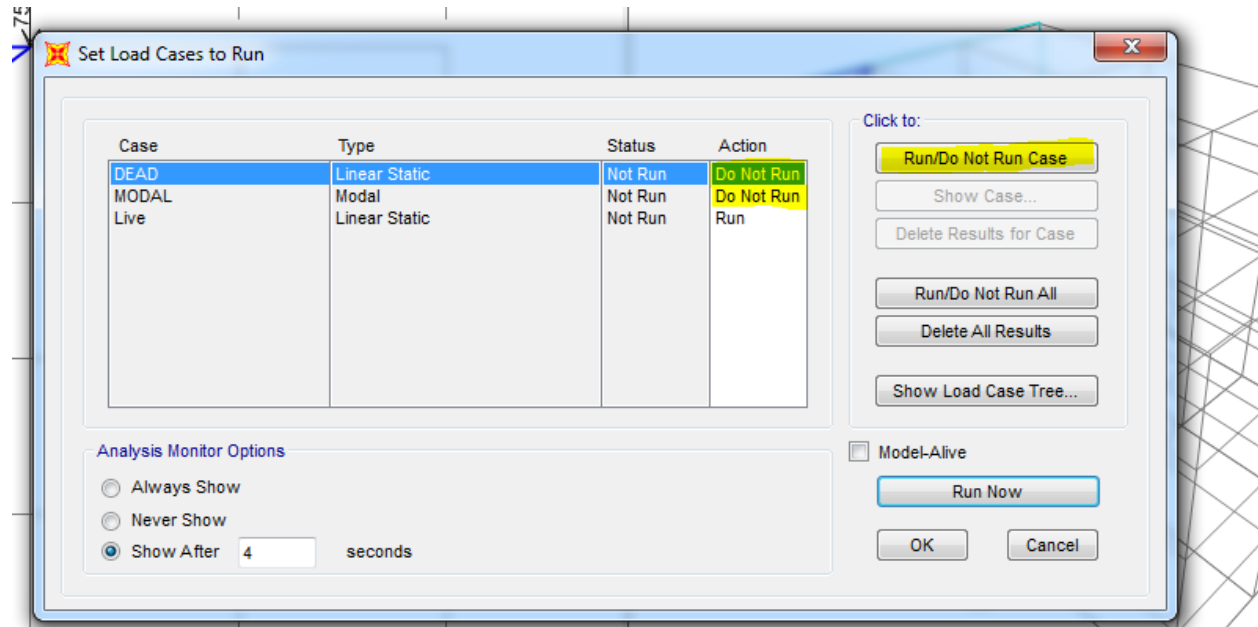 -75
Set Load Cases to Run
Click to:
Case Type Status Action
Run/Do Not Run Case
DEAD Linear Static Not Run Do Not Run
MODAL Modal Not Run Do Not Run
Show Case...
Live Linear Static Not Run Run
Delete Results for Case
Run/Do Not Run All
Delete All Results
Show Load Case Tree...
Analysis Monitor Options
Model-Alive
Always Show
Run Now
Never Show
Show After 4 seconds
OK Cancel